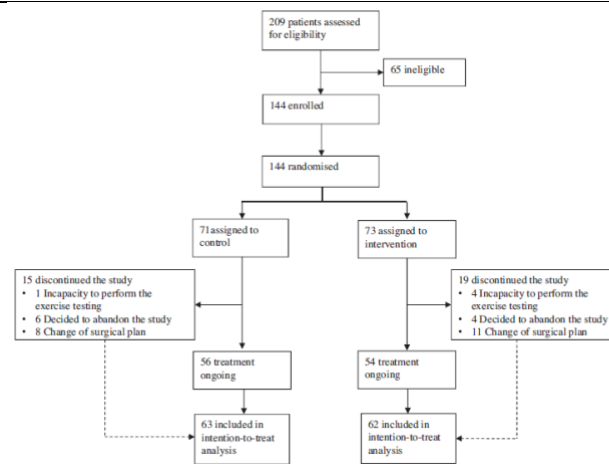 209 patients assessed
for eligibility
65 ineligible
144 enrolled
144 randomised
71 assigned to
control
73 assigned to
intervention
15 discontinued the study
• 1 Incapacity to perform the
exercise testing
• 6 Decided to abandon the study
• 8 Change of surgical plan
19 discontinued the study
• 4 Incapacity to perform the
exercise testing
• 4 Decided to abandon the study
• 11 Change of surgical plan
56 treatment
ongoing
54 treatment
ongoing
63 included in
intention-to-treat
analysis
62 included in
intention-to-treat
analysis